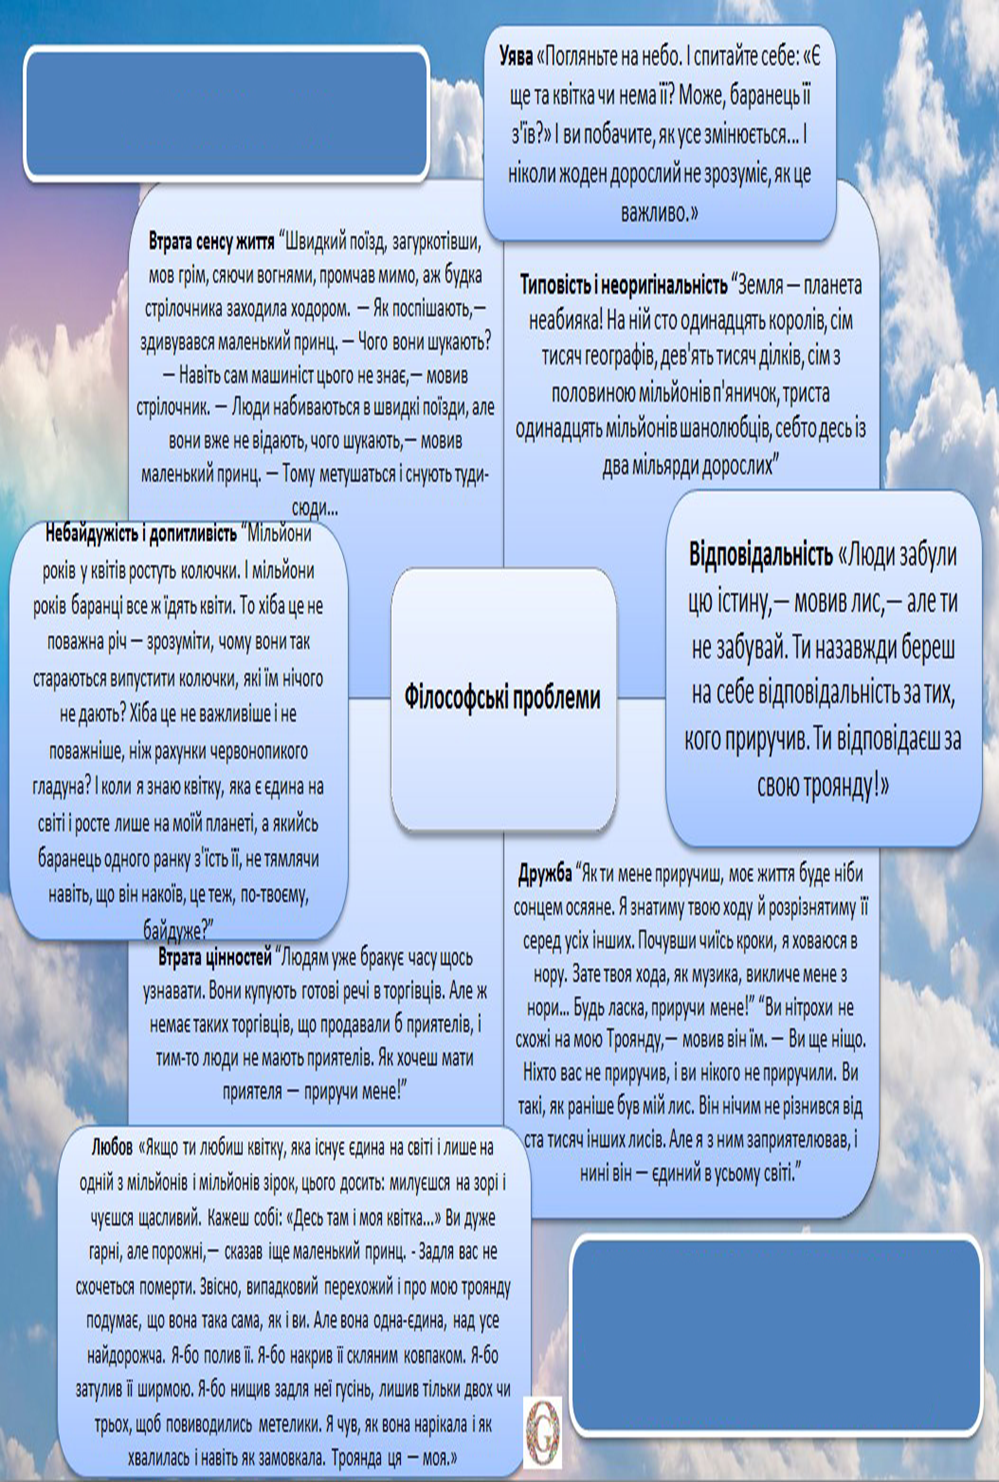 Уява «Погляньте на небо. І спитайте себе: «Є
ще та квітка чи нема її? Може, баранець її
з'їв?» І ви побачите, як усе змінюється... І
ніколи жоден дорослий не зрозуміє, як це
важливо.»
Втрата сенсу життя “Швидкий поїзд, загуркотівши,
мов грім, сяючи вогнями, промчав мимо, аж будка
стрілочника заходила ходором. — Як поспішають,—
здивувався маленький принц. — Чого вони шукають?
— Навіть сам машиніст цього не знає,— мовив
стрілочник. — Люди набиваються в швидкі поїзди, але
вони вже не відають, чого шукають,— мовив
маленький принц. — Тому метушаться і снують туди-
сюди...
Типовість і неоригінальність “Земля — планета
неабияка! На ній сто одинадцять королів, сім
тисяч географів, дев'ять тисяч ділків, сім з
половиною мільйонів п'яничок, триста
одинадцять мільйонів шанолюбців, себто десь із
два мільярди дорослих”
Небайдужість і допитливість “Мільйони
років у квітів ростуть колючки. І мільйони
років баранці все ж їдять квіти. То хіба це не
поважна річ — зрозуміти, чому вони так
стараються випустити колючки, які їм нічого
не дають? Хіба це не важливіше і не
поважніше, ніж рахунки червонопикого
гладуна? І коли я знаю квітку, яка є єдина на
світі і росте лише на моїй планеті, а якийсь
баранець одного ранку з'їсть її, не тямлячи
навіть, що він накоїв, це теж, по-твоєму,
байдуже?”
Відповідальність «Люди забули
цю істину,— мовив лис,— але ти
не забувай. Ти назавжди береш
на себе відповідальність за тих,
кого приручив. Ти відповідаєш за
свою троянду!»
Філософські проблеми
Втрата цінностей “Людям уже бракує часу щось
узнавати. Вони купують готові речі в торгівців. Але ж
немає таких торгівців, що продавали б приятелів, і
тим-то люди не мають приятелів. Як хочеш мати
приятеля — приручи мене!”
Дружба “Як ти мене приручиш, моє життя буде ніби
сонцем осяяне. Я знатиму твою ходу й розрізнятиму її
серед усіх інших. Почувши чиїсь кроки, я ховаюся в
нору. Зате твоя хода, як музика, викличе мене з
нори... Будь ласка, приручи мене!” “Ви нітрохи не
схожі на мою Троянду,— мовив він їм. — Ви ще ніщо.
Ніхто вас не приручив, і ви нікого не приручили. Ви
такі, як раніше був мій лис. Він нічим не різнився від
ста тисяч інших лисів. Але я з ним заприятелював, і
нині він — єдиний в усьому світі.”
Любов «Якщо ти любиш квітку, яка існує єдина на світі і лише на
одній з мільйонів і мільйонів зірок, цього досить: милуєшся на зорі і
чуєшся щасливий. Кажеш собі: «Десь там і моя квітка...» Ви дуже
гарні, але порожні,— сказав іще маленький принц. - Задля вас не
схочеться померти. Звісно, випадковий перехожий і про мою троянду
подумає, що вона така сама, як і ви. Але вона одна-єдина, над усе
найдорожча. Я-бо полив її. Я-бо накрив її скляним ковпаком. Я-бо
затулив її ширмою. Я-бо нищив задля неї гусінь, лишив тільки двох чи
трьох, щоб повиводились метелики. Я чув, як вона нарікала і як
хвалилась і навіть як замовкала. Троянда ця — моя.»